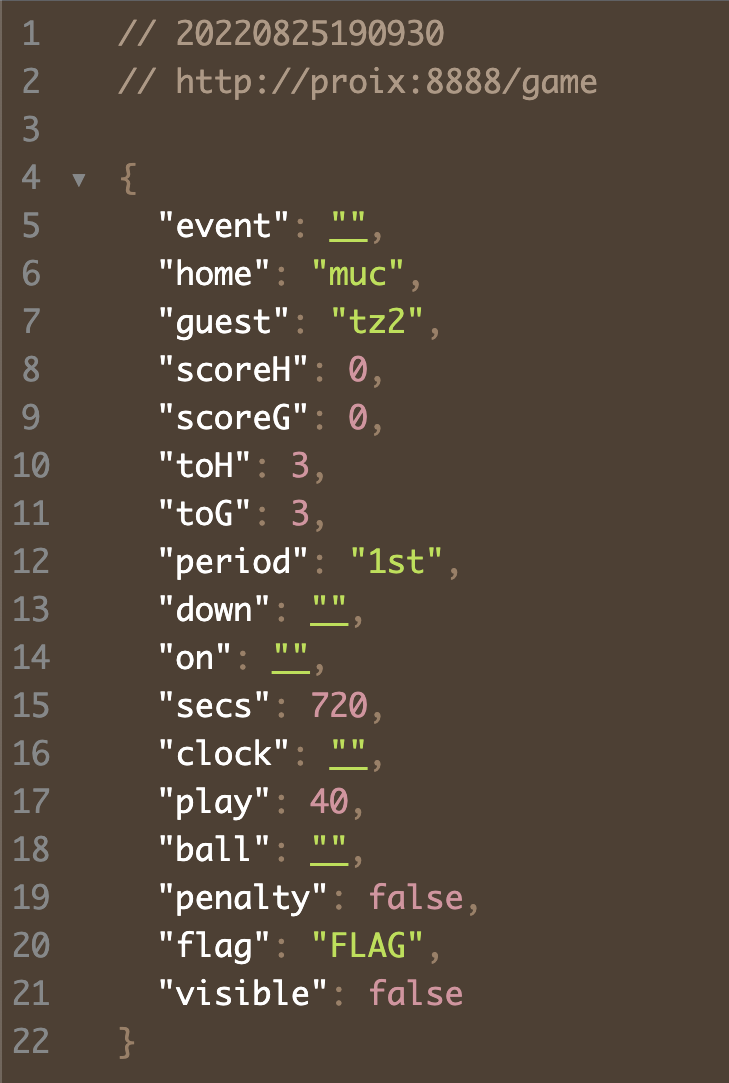 1 // 20220825190930
2 // http://proix:8888/game
3
4 ▼ {
5 "event": "",
6 "home": "muc",
7 "guest": "tz2",
8 "scoreH": 0,
9 "scoreG": 0,
10 "toH": 3,
11 "toG": 3,
12 "period": "1st",
13 "down": "",
14 "on": "",
15 "secs": 720,
16 "clock": "",
17 "play": 40,
18 "ball": "",
19 "penalty": false,
20 "flag": "FLAG",
21 "visible": false
22 }